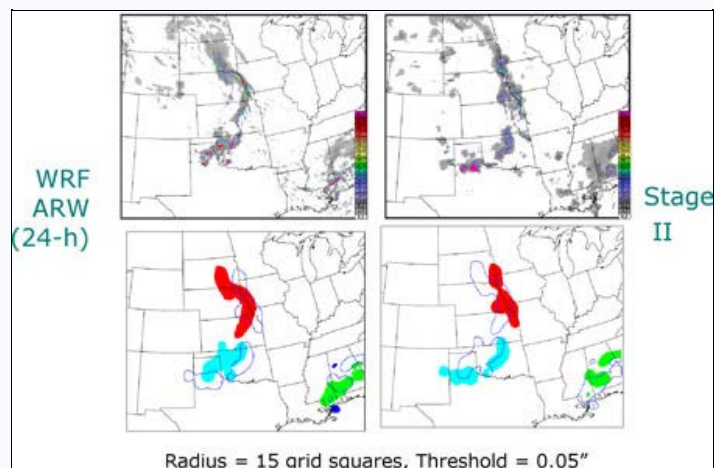 WRF
ARW
(24-h)
Stage
II
Radius = 15 grid squares, Threshold = 0.05”